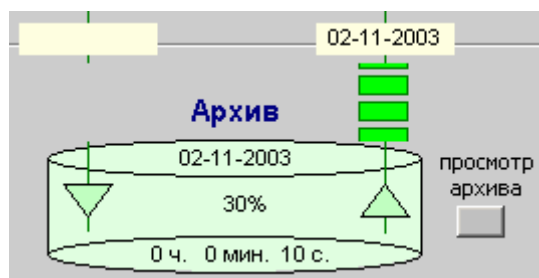 02-11-2003
Архив
02-11-2003
просмотр
архива
30%
0 ч. 0 мин. 10 с.